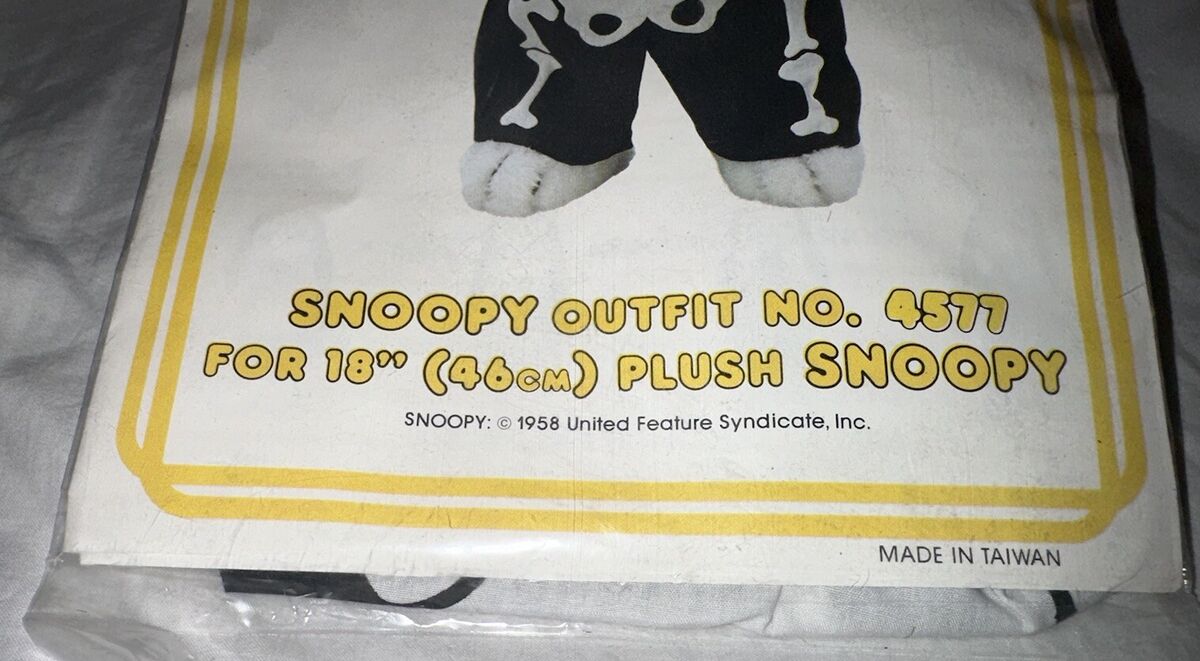 SNOOPY OUTFIT NO. 4577
FOR 18" (46CM) PLUSH SNOOPY
SNOOPY: © 1958 United Feature Syndicate, Inc.
MADE IN TAIWAN